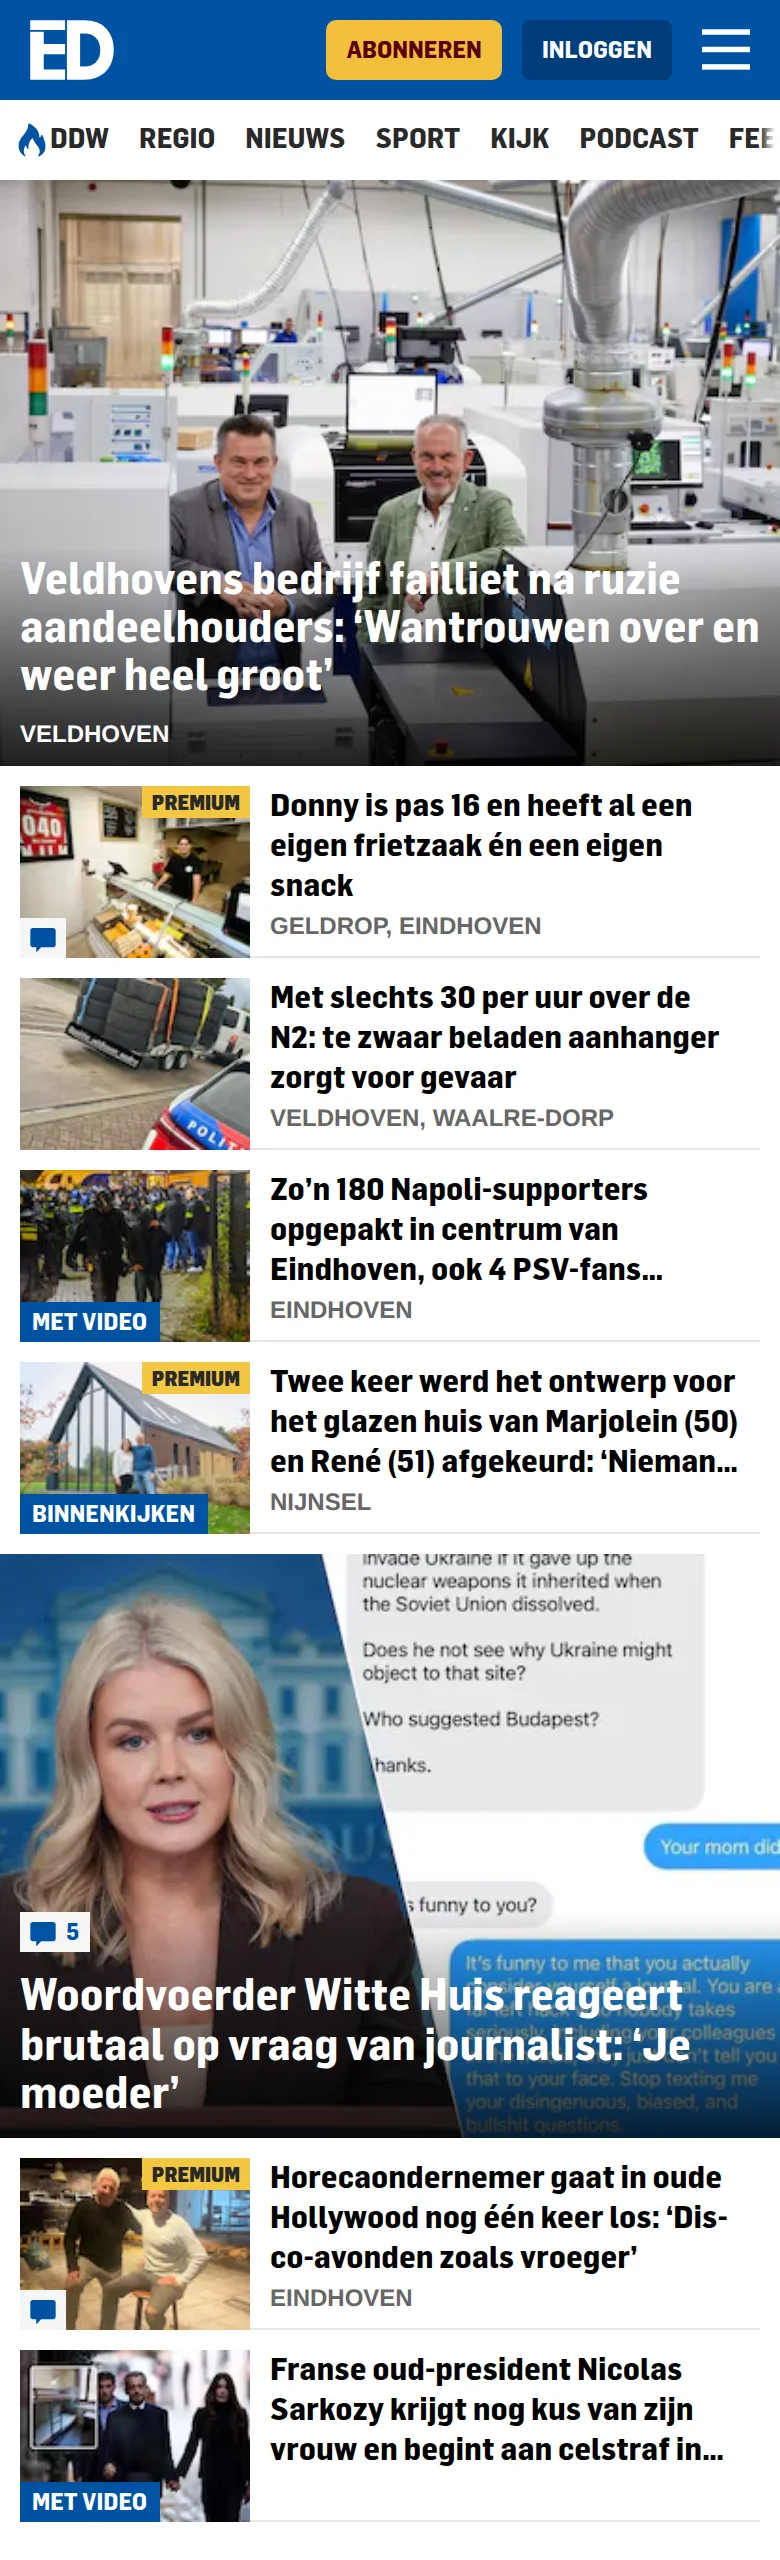 ED
ABONNEREN
INLOGGEN
DDW REGIO NIEUWS SPORT KIJK PODCAST FEE
Veldhovens bedrijf failliet na ruzie
aandeelhouders: ‘Wantrouwen over en
weer heel groot’
VELDHOVEN
040
PREMIUM
Donny is pas 16 en heeft al een
eigen frietzaak én een eigen
snack
GELDROP, EINDHOVEN
POLIT
Met slechts 30 per uur over de
N2: te zwaar beladen aanhanger
zorgt voor gevaar
VELDHOVEN, WAALRE-DORP
MET VIDEO
Zo’n 180 Napoli-supporters
opgepakt in centrum van
Eindhoven, ook 4 PSV-fans...
EINDHOVEN
PREMIUM
BINNENKIJKEN
Twee keer werd het ontwerp voor
het glazen huis van Marjolein (50)
en René (51) afgekeurd: ‘Nieman...
NIJNSEL
invade Ukraine if it gave up the
nuclear weapons it inherited when
the Soviet Union dissolved.
Does he not see why Ukraine might
object to that site?
Who suggested Budapest?
hanks.
Your mom did
s funny to you?
It's funny to me that you actually
consider yourself a journal. You are a
takes
seriously, including your colleagues
just don't tell you
that to your face. Stop texting me
your disingenuous, biased, and
bullshit questions.
5
Woordvoerder Witte Huis reageert
brutaal op vraag van journalist: ‘Je
moeder’
PREMIUM
Horecaondernemer gaat in oude
Hollywood nog één keer los: ‘Dis-
co-avonden zoals vroeger’
EINDHOVEN
MET VIDEO
Franse oud-president Nicolas
Sarkozy krijgt nog kus van zijn
vrouw en begint aan celstraf in...